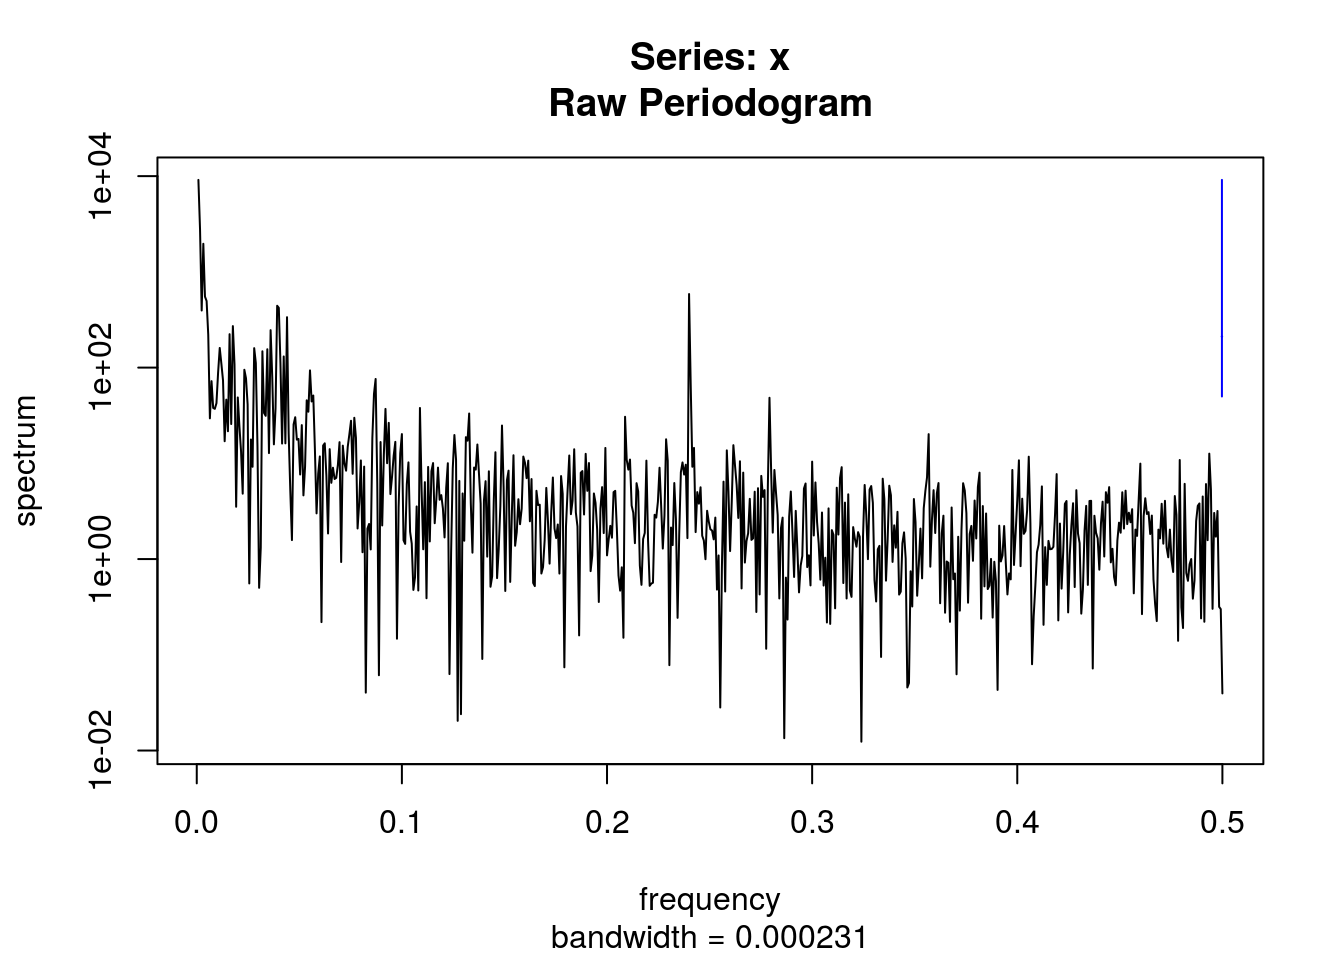 Series: x
Raw Periodogram
spectrum
1e+04
1e+02
1e+00
1e-02
0.0
0.1
0.2
0.3
0.4
0.5
frequency
bandwidth = 0.000231